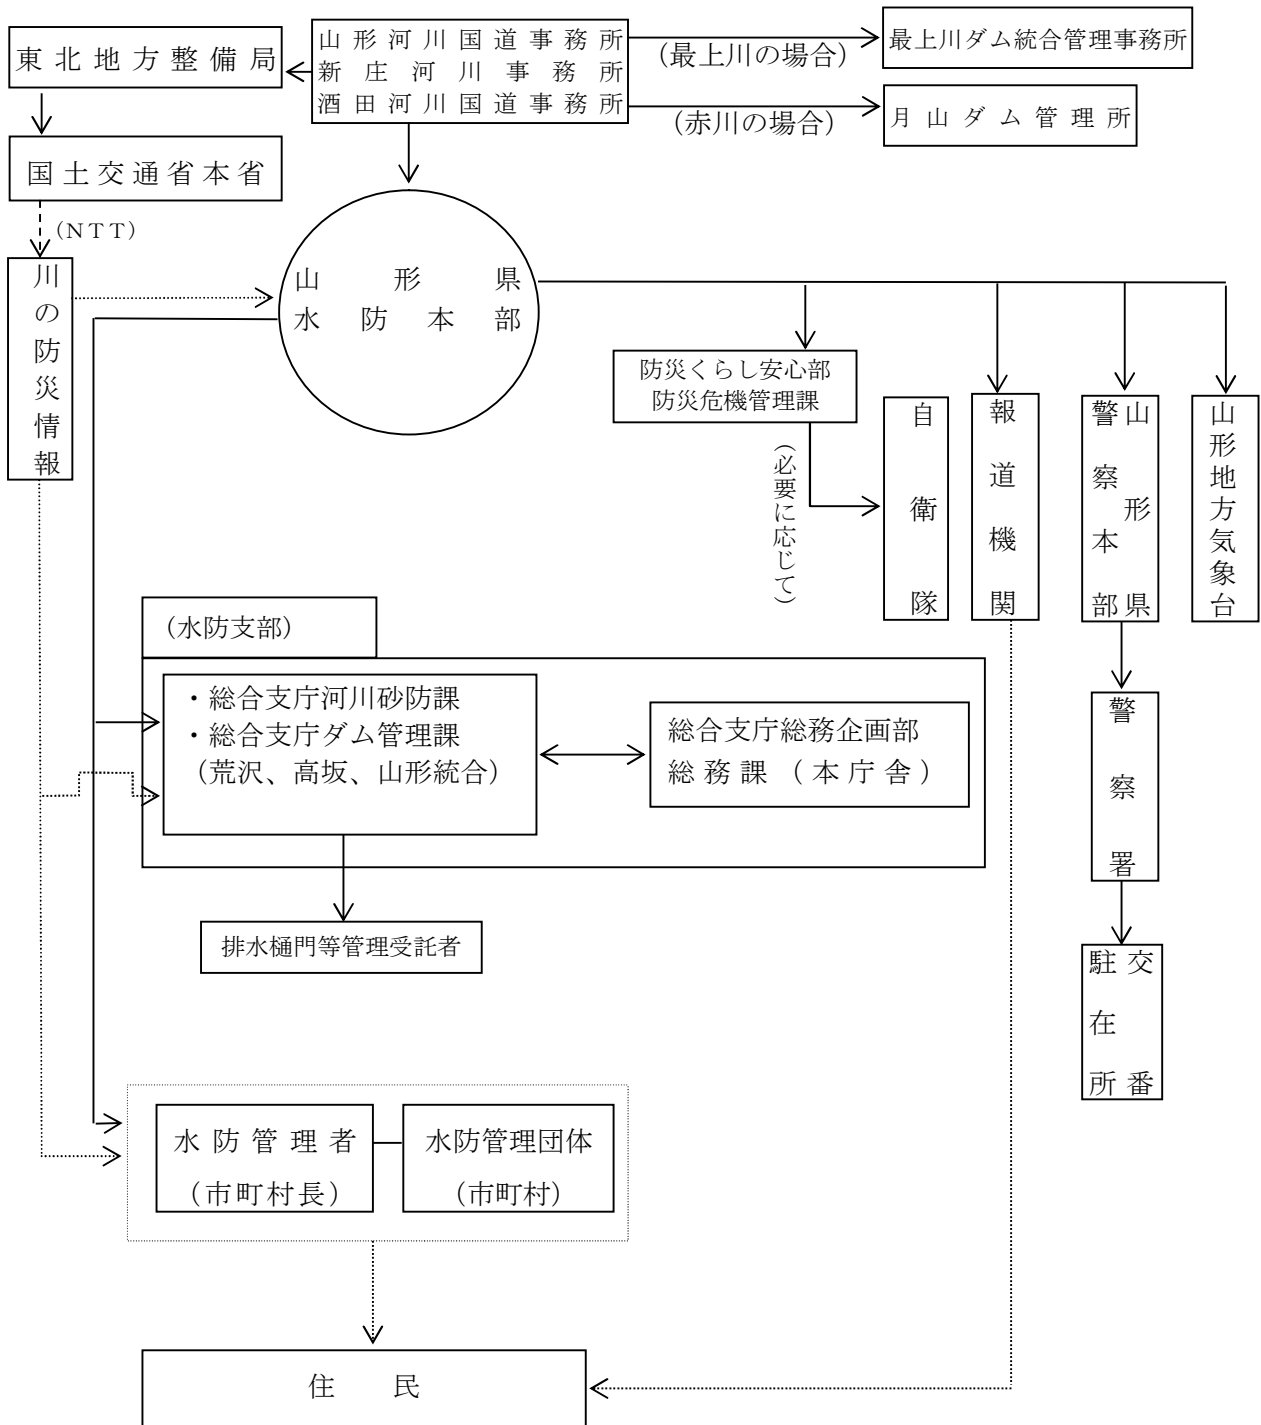 東北地方整備局
山形河川国道事務所
新庄河川事務所
酒田河川国道事務所
(最上川の場合)
最上川ダム統合管理事務所
(赤川の場合)
月山ダム管理所
国土交通省本省
(NTT)
川の防災情報
山形県
水防本部
防災くらし安心部
防災危機管理課
(必要に応じて)
自衛隊
報道機関
山形県
警察本部
山形地方気象台
(水防支部)
・総合支庁河川砂防課
・総合支庁ダム管理課
(荒沢、高坂、山形統合)
総合支庁総務企画部
総務課(本庁舎)
警察署
排水樋門等管理受託者
交番
駐在所
水防管理者
(市町村長)
水防管理団体
(市町村)
住民